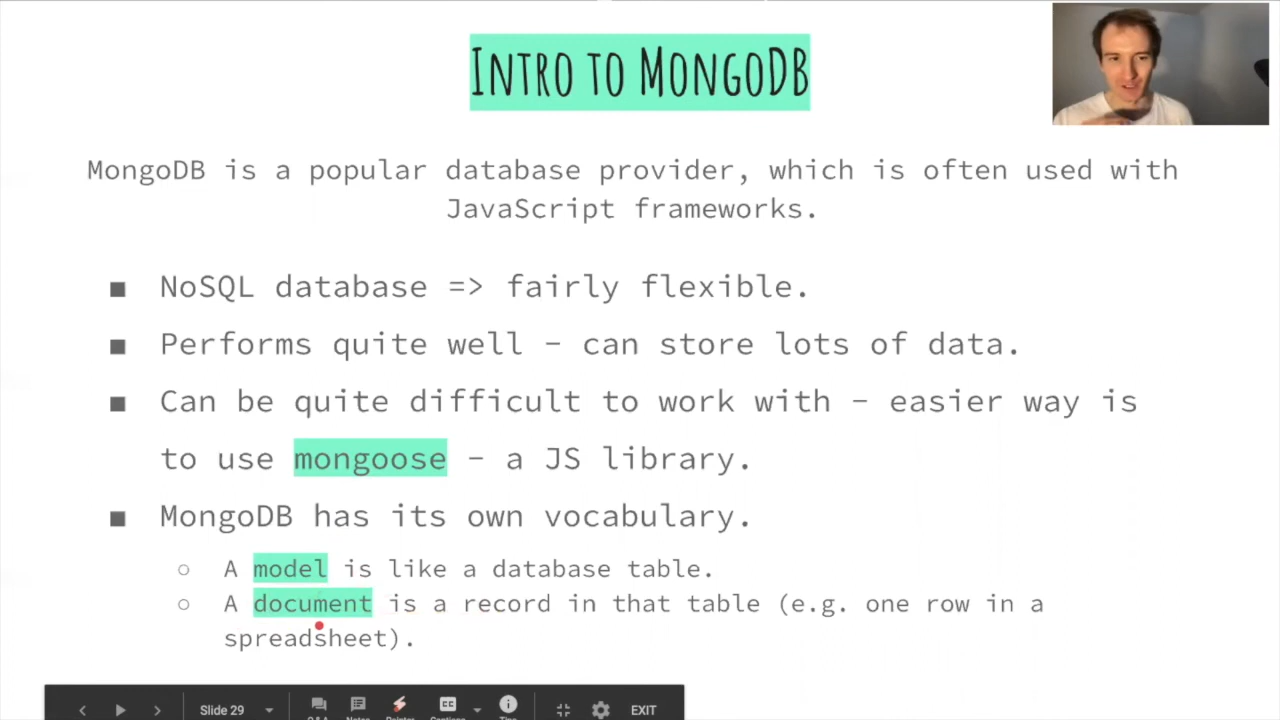 Intro to MongoDB
MongoDB is a popular database provider, which is often used with
JavaScript frameworks.
■ NoSQL database => fairly flexible.
■ Performs quite well - can store lots of data.
■ Can be quite difficult to work with - easier way is
to use mongoose - a JS library.
■ MongoDB has its own vocabulary.
○ A model is like a database table.
○ A document is a record in that table (e.g. one row in a
spreadsheet).
Slide 29
CC
EXIT